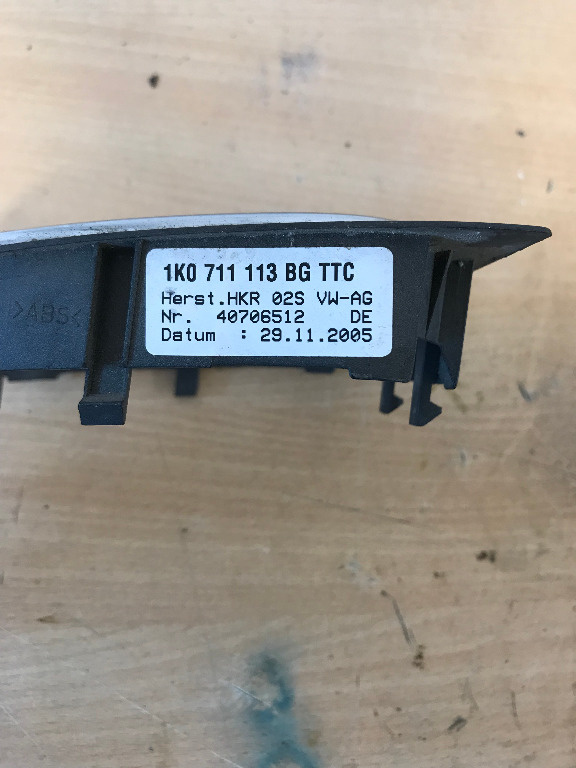 1K0 711 113 BG TTC
Herst.HKR 02S VW-AG
Nr. 40706512 DE
Datum : 29.11.2005
>ABS<